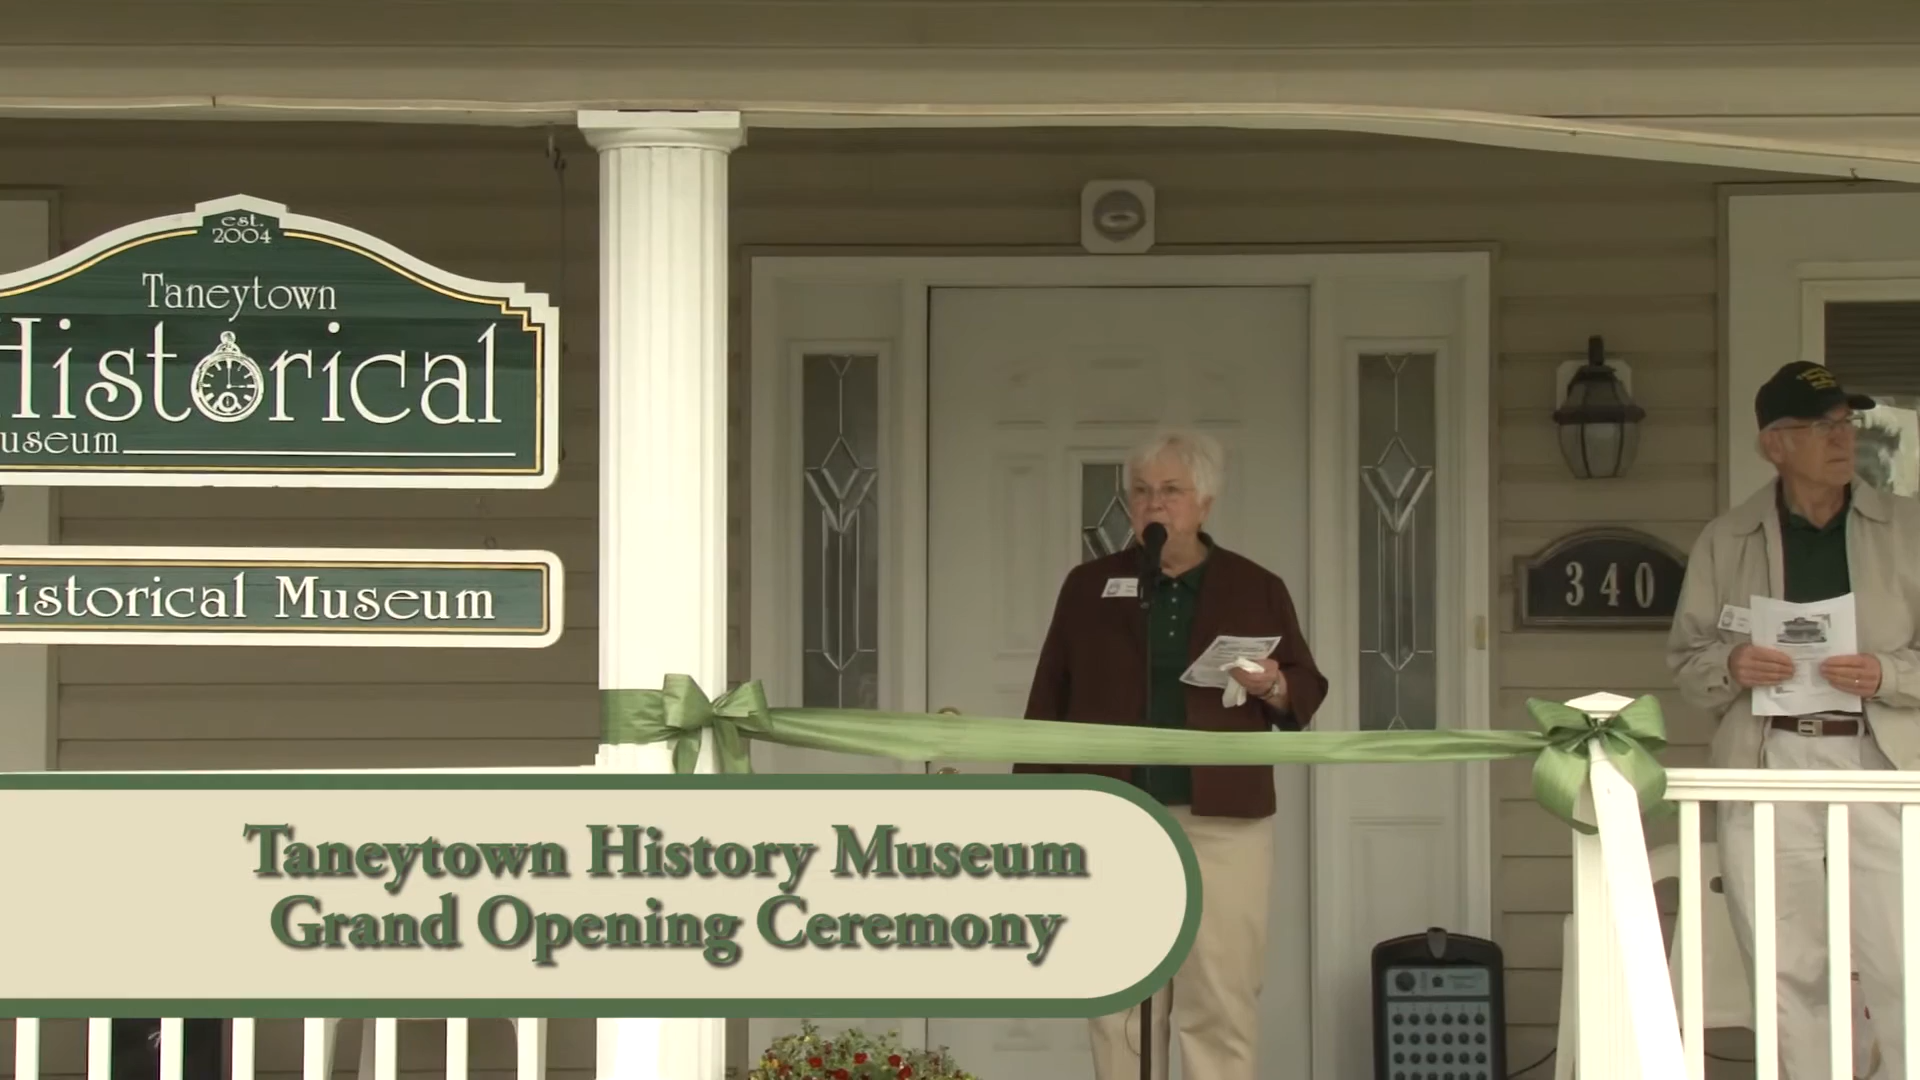 est.
2004
Taneytown
Historical
useum
Historical Museum
340
Taneytown History Museum
Grand Opening Ceremony